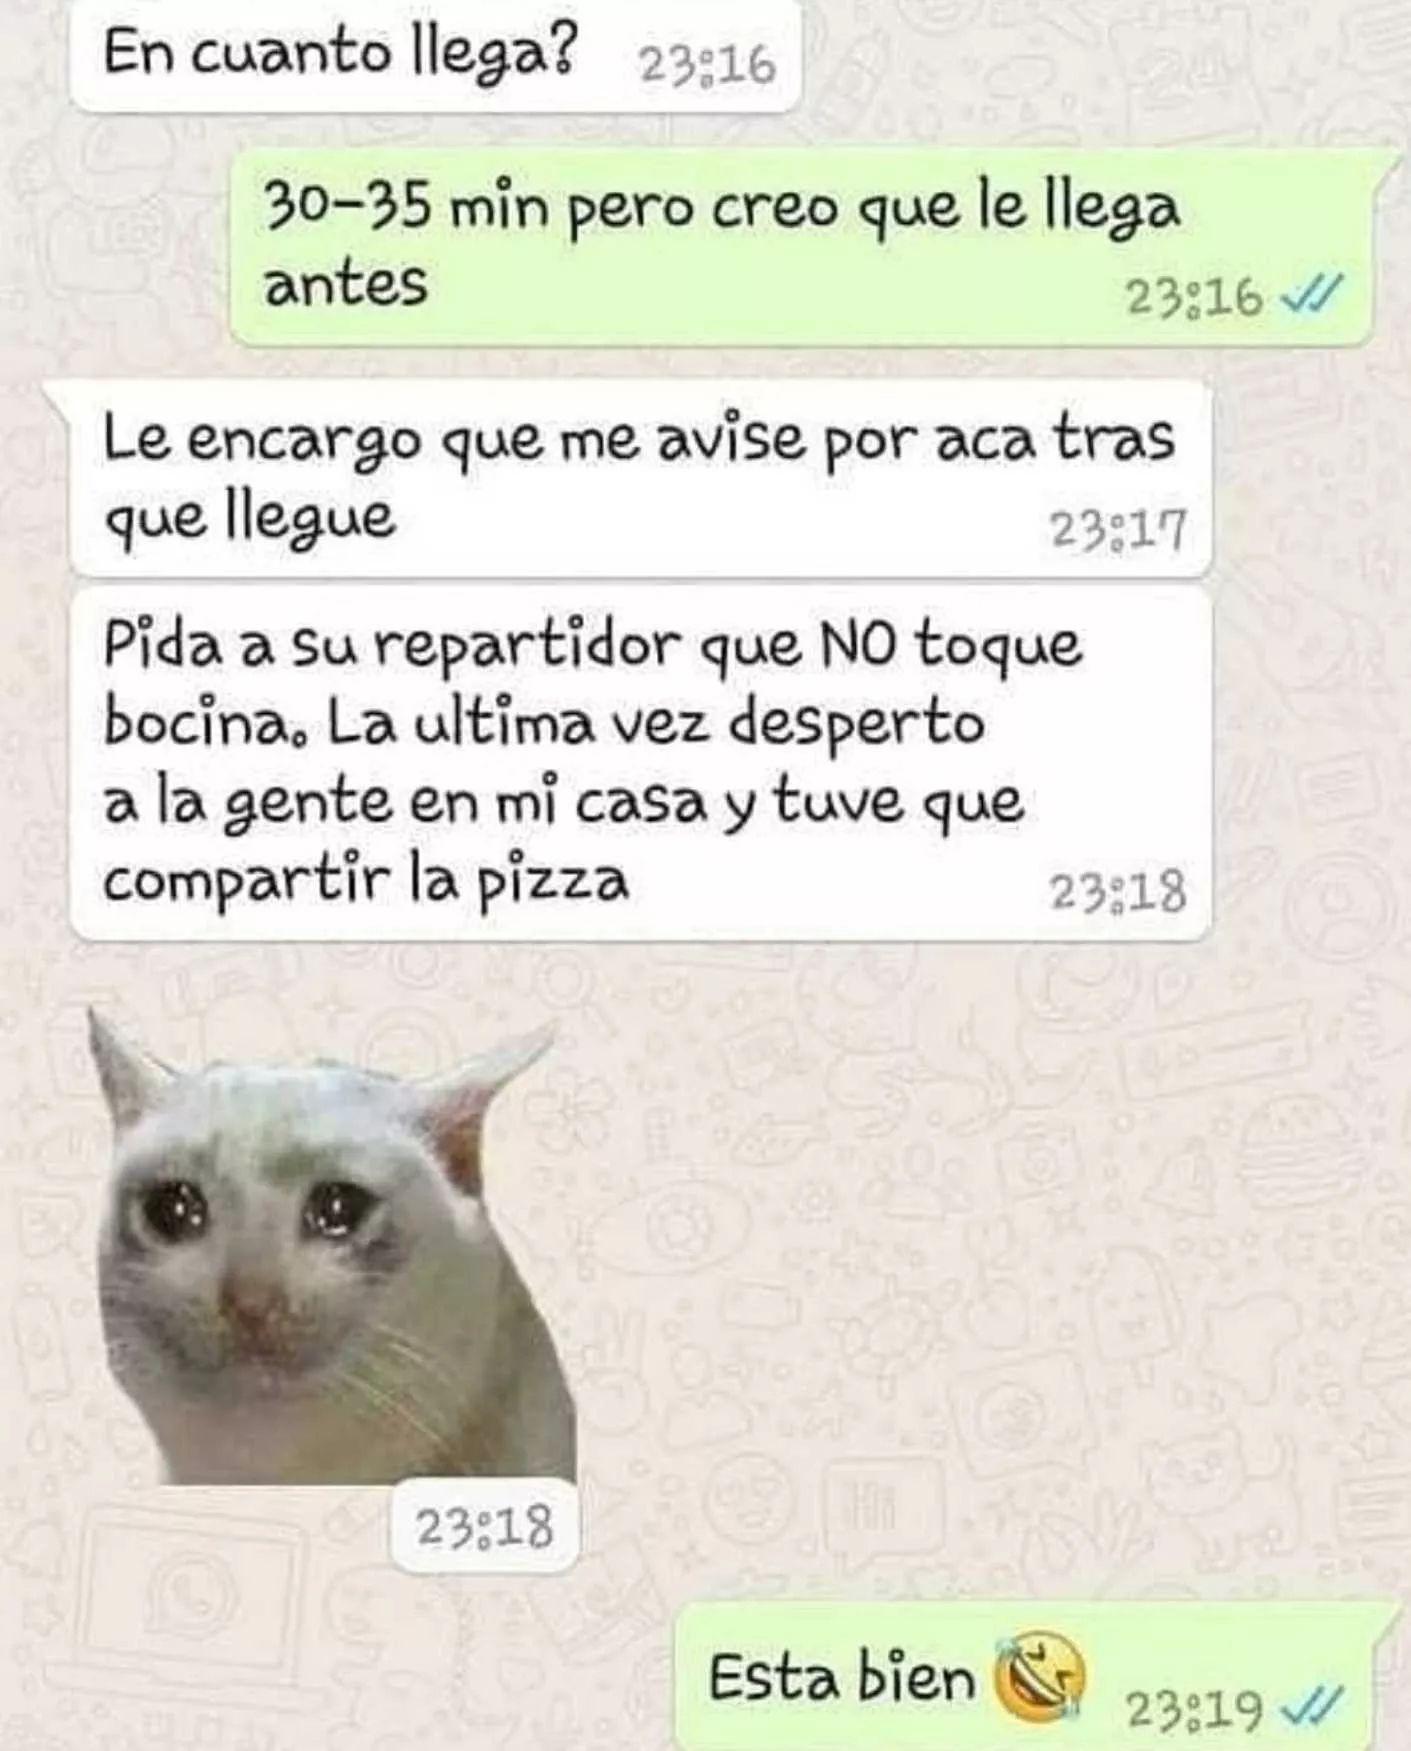 En cuanto llega? 23:16
30-35 min pero creo que le llega
antes 23:16
Le encargo que me avise por aca tras
que llegue 23:17
Pida a su repartidor que NO toque
bocina. La ultima vez desperto
a la gente en mi casa y tuve que
compartir la pizza 23:18
23:18
Esta bien 🤣 23:19